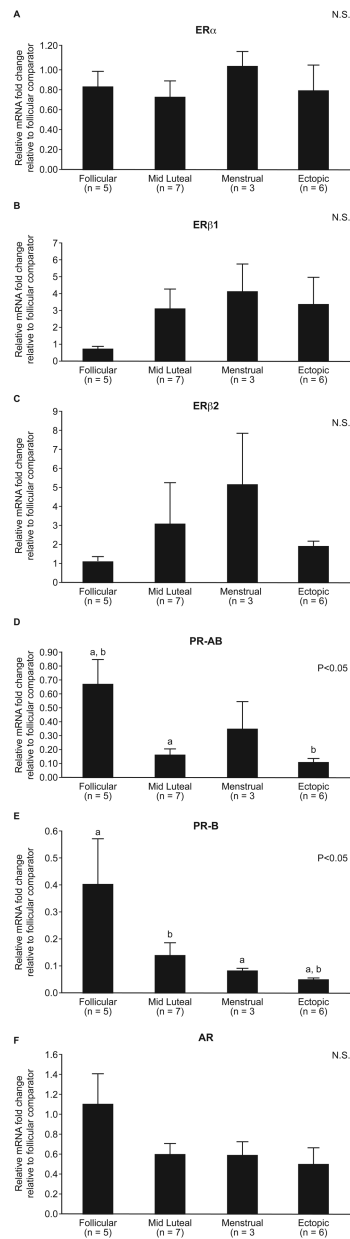 A
N.S.
ERα
Relative mRNA fold change
relative to follicular comparator
1.20
1.00
0.80
0.60
0.40
0.20
0.00
Follicular
(n = 5)
Mid Luteal
(n = 7)
Menstrual
(n = 3
Ectopic
(n = 6)
B
N.S.
ERβ1
Relative mRNA fold change
relative to follicular comparator
7
6
5
4
3
2
1
0
Follicular
(n = 5)
Mid Luteal
(n = 7)
Menstrual
(n = 3
Ectopic
(n = 6)
C
ERβ2
N.S.
Relative mRNA fold change
relative to follicular comparator
9
8
7
6
5
4
3
2
1
0
Follicular
(n = 5)
Mid Luteal
(n = 7)
Menstrual
(n = 3
Ectopic
(n = 6)
D
PR-AB
P<0.05
Relative mRNA fold change
relative to follicular comparator
0.90
0.80
0.70
0.60
0.50
0.40
0.30
0.20
0.10
0.00
a, b
a
b
Follicular
(n = 5)
Mid Luteal
(n = 7)
Menstrual
(n = 3
Ectopic
(n = 6)
E
PR-B
P<0.05
Relative mRNA fold change
relative to follicular comparator
0.6
0.5
0.4
0.3
0.2
0.1
0.0
a
b
a
a, b
Follicular
(n = 5)
Mid Luteal
(n = 7)
Menstrual
(n = 3
Ectopic
(n = 6)
F
AR
N.S.
Relative mRNA fold change
relative to follicular comparator
1.6
1.4
1.2
1.0
0.8
0.6
0.4
0.2
0.0
Follicular
(n = 5)
Mid Luteal
(n = 7)
Menstrual
(n = 3
Ectopic
(n = 6)